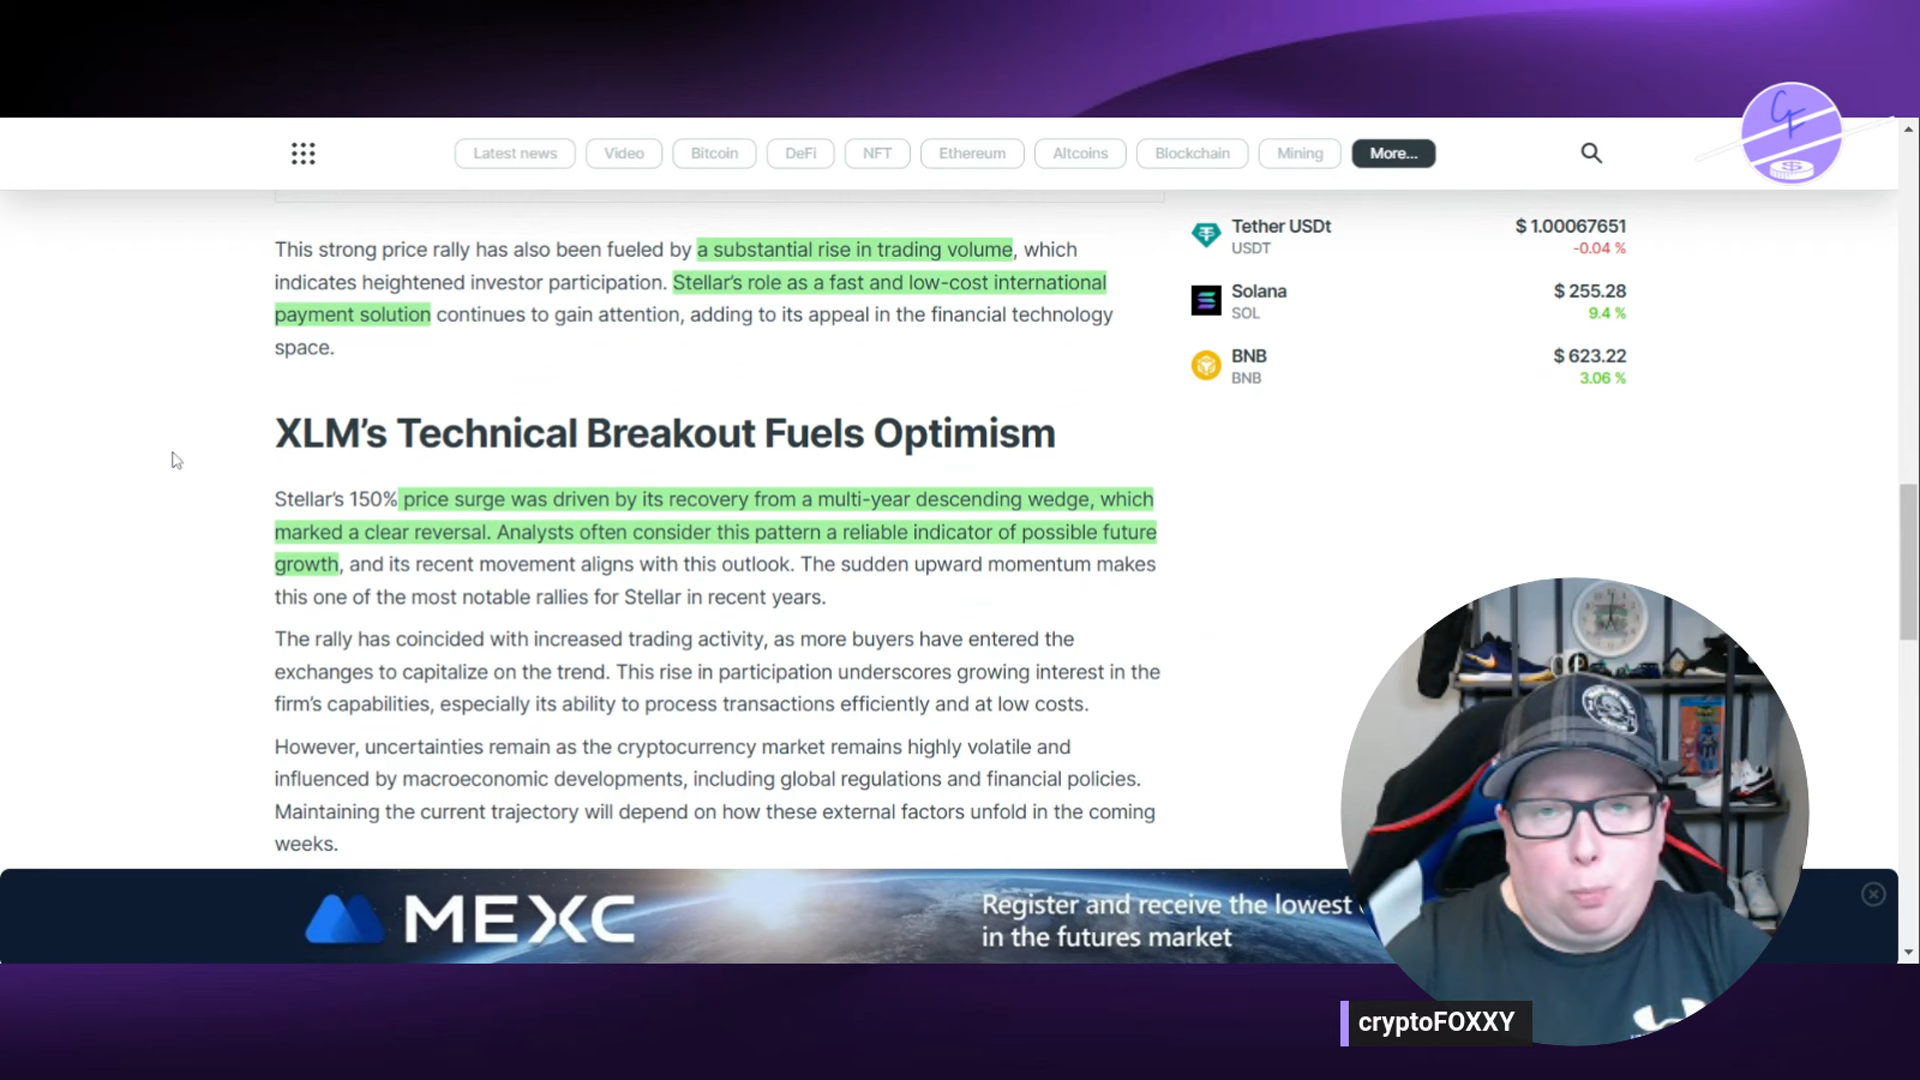 Latest news
Video
Bitcoin
DeFi
NFT
Ethereum
Altcoins
Blockchain
Mining
More...
CF
This strong price rally has also been fueled by a substantial rise in trading volume, which
indicates heightened investor participation. Stellar's role as a fast and low-cost international
payment solution continues to gain attention, adding to its appeal in the financial technology
space.
Tether USDt
$ 1.00067651
USDT
-0.04 %
Solana
$ 255.28
SOL
9.4 %
BNB
$ 623.22
BNB
3.06 %
XLM's Technical Breakout Fuels Optimism
Stellar's 150% price surge was driven by its recovery from a multi-year descending wedge, which
marked a clear reversal. Analysts often consider this pattern a reliable indicator of possible future
growth, and its recent movement aligns with this outlook. The sudden upward momentum makes
this one of the most notable rallies for Stellar in recent years.
The rally has coincided with increased trading activity, as more buyers have entered the
exchanges to capitalize on the trend. This rise in participation underscores growing interest in the
firm's capabilities, especially its ability to process transactions efficiently and at low costs.
However, uncertainties remain as the cryptocurrency market remains highly volatile and
influenced by macroeconomic developments, including global regulations and financial policies.
Maintaining the current trajectory will depend on how these external factors unfold in the coming
weeks.
MEXC
Register and receive the lowest
in the futures market
cryptoFOXXY